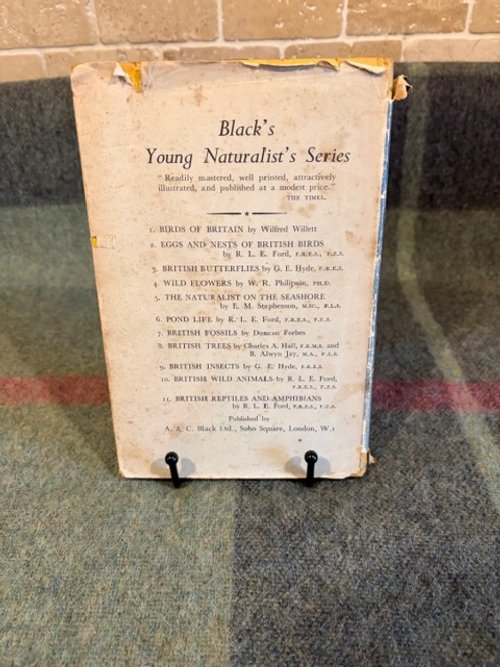 Black's
Young Naturalist's Series
"Readily mastered, well printed, attractively
illustrated, and published at a modest price."
THE TIMES.
1. BIRDS OF BRITAIN by Wilfred Willett
2. EGGS AND NESTS OF BRITISH BIRDS
by R. L. E. Ford, F.R.E.S., F.Z.S.
3. BRITISH BUTTERFLIES by G. E. Hyde, F.R.E.S.
4. WILD FLOWERS by W. R. Philipson, PH.D.
5. THE NATURALIST ON THE SEASHORE
by E. M. Stephenson, M.SC., F.L.S.
6. POND LIFE by R. L. E. Ford, F.R.E.S., F.Z.S.
7. BRITISH FOSSILS by Duncan Forbes
8. BRITISH TREES by Charles A. Hall, F.R.M.S. and
B. Alwyn Jay, M.A., F.L.S.
9. BRITISH INSECTS by G. E. Hyde, F.R.E.S.
10. BRITISH WILD ANIMALS by R. L. E. Ford,
F.R.E.S., F.Z.S.
11. BRITISH REPTILES AND AMPHIBIANS
by R. L. E. Ford, F.R.E.S., F.Z.S.
Published by
A. & C. Black Ltd., Soho Square, London, W.1